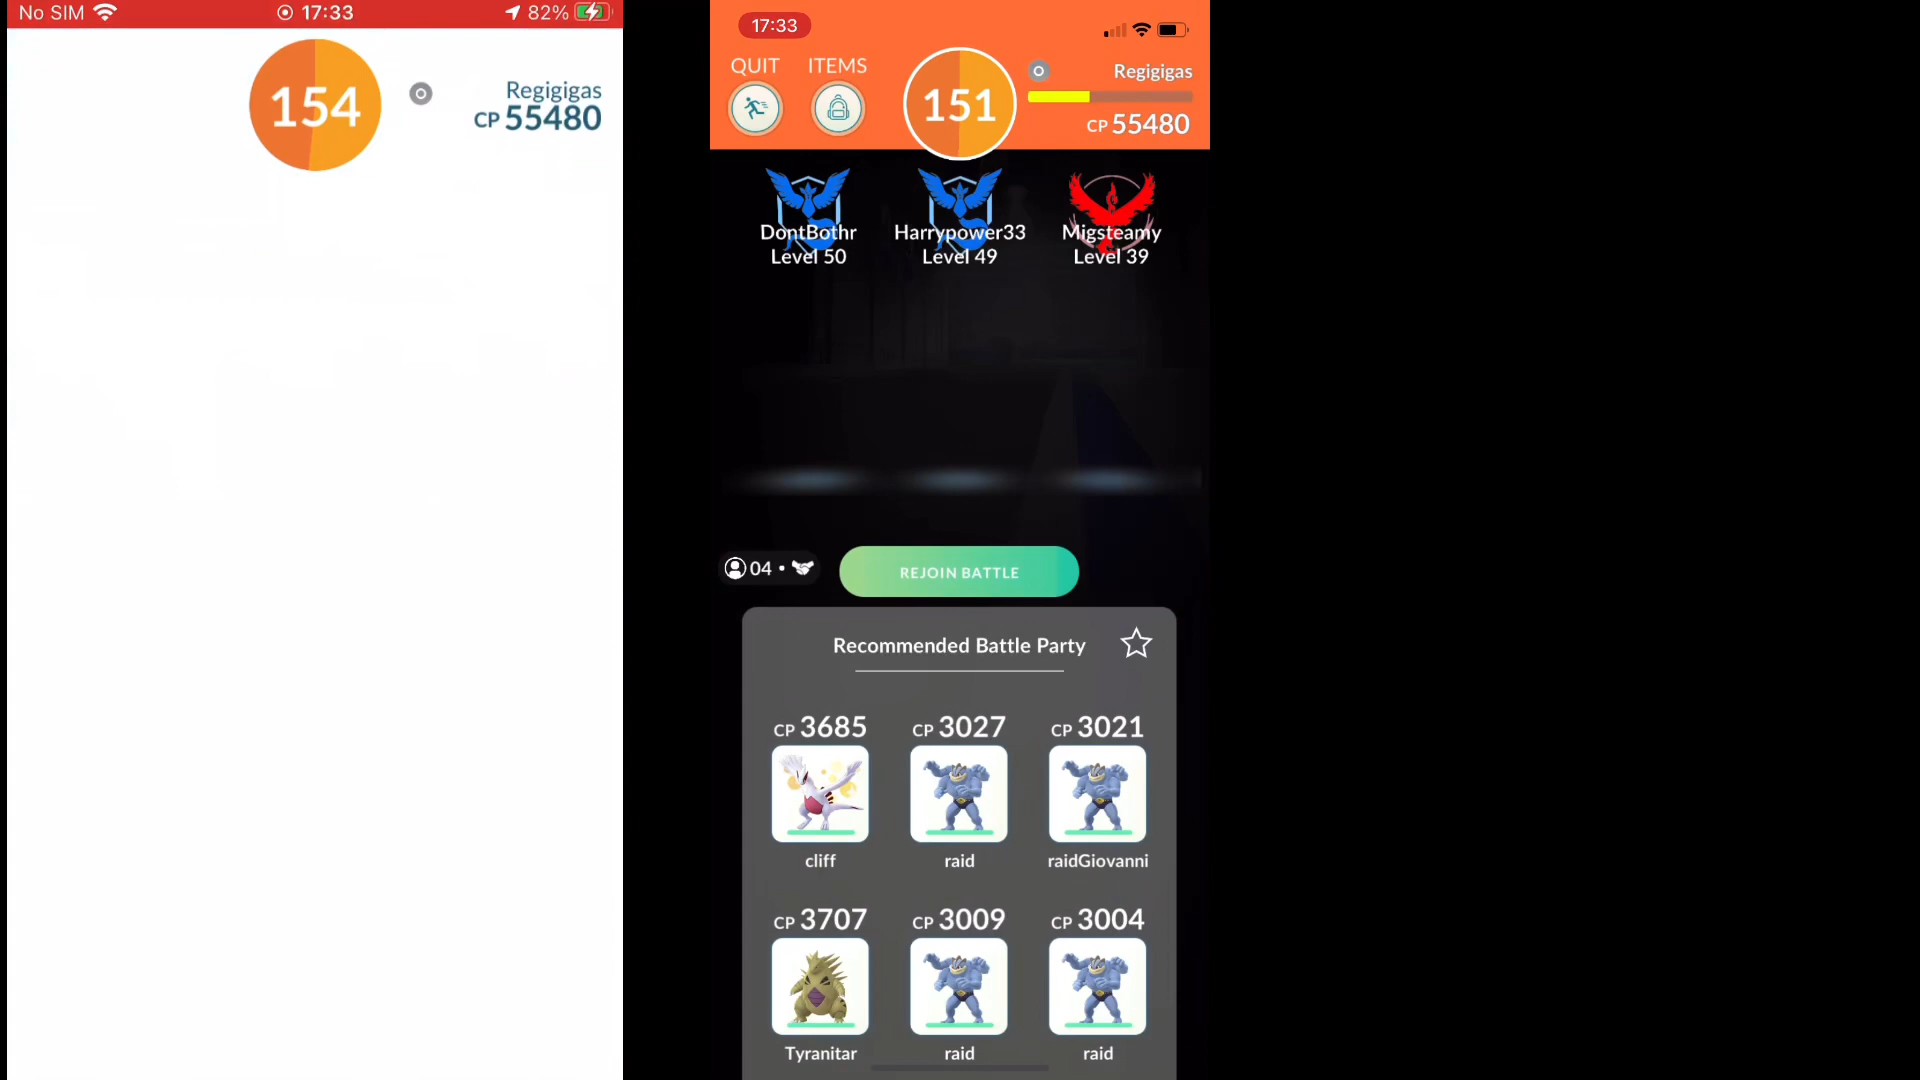 No SIM 17:33 82%
154
Regigigas
CP 55480
17:33
QUIT ITEMS
151
Regigigas
CP 55480
DontBothr Harrypower33 Migsteamy
Level 50 Level 49 Level 39
04
REJOIN BATTLE
Recommended Battle Party
CP 3685 CP 3027 CP 3021
cliff raid raidGiovanni
CP 3707 CP 3009 CP 3004
Tyranitar raid raid